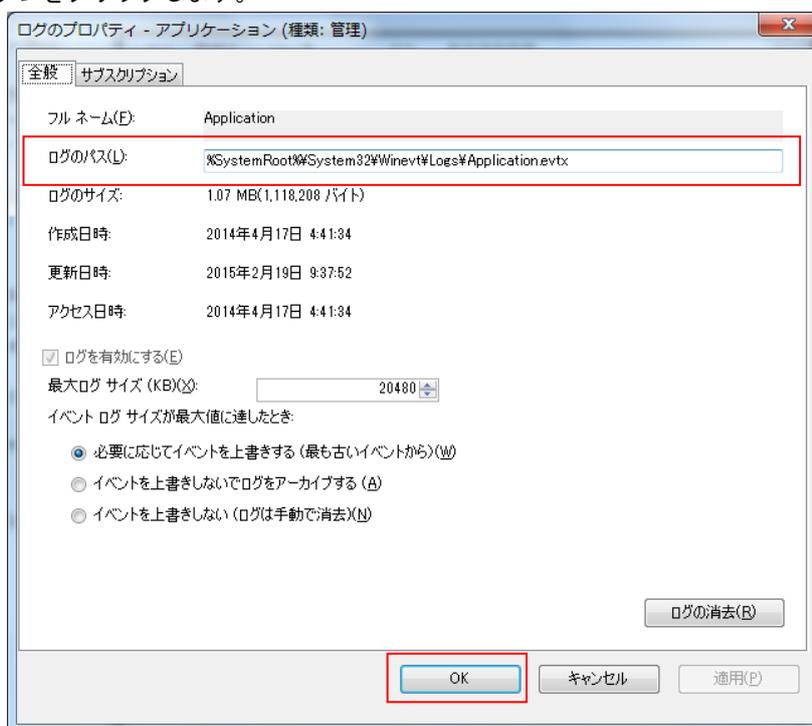 をクリックします。
ログのプロパティ - アプリケーション (種類: 管理)
全般 サブスクリプション
フル ネーム(F): Application
ログのパス(L): %SystemRoot%¥System32¥Winevt¥Logs¥Application.evtx
ログのサイズ: 1.07 MB(1,118,208 バイト)
作成日時: 2014年4月17日 4:41:34
更新日時: 2015年2月19日 9:37:52
アクセス日時: 2014年4月17日 4:41:34
ログを有効にする(E)
最大ログ サイズ (KB)(X): 20480
イベント ログ サイズが最大値に達したとき:
必要に応じてイベントを上書きする (最も古いイベントから)(W)
イベントを上書きしないでログをアーカイブする (A)
イベントを上書きしない (ログは手動で消去)(N)
ログの消去(R)
OK キャンセル 適用(P)